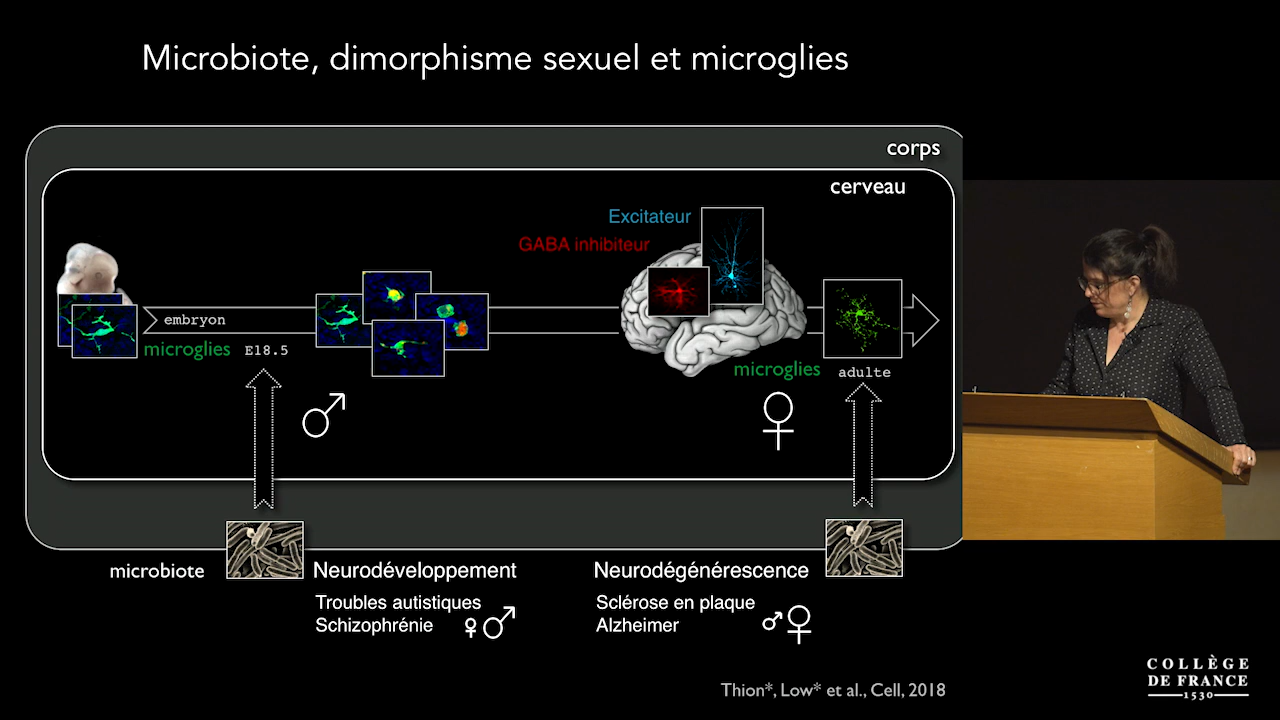 Microbiote, dimorphisme sexuel et microglies
corps
cerveau
Excitateur
GABA inhibiteur
embryon
microglies E18.5
microglies
adulte
microbiote
Neurodéveloppement
Troubles autistiques
Schizophrénie
Neurodégénérescence
Sclérose en plaque
Alzheimer
Thion*, Low* et al., Cell, 2018
COLLÈGE
DE FRANCE
1530